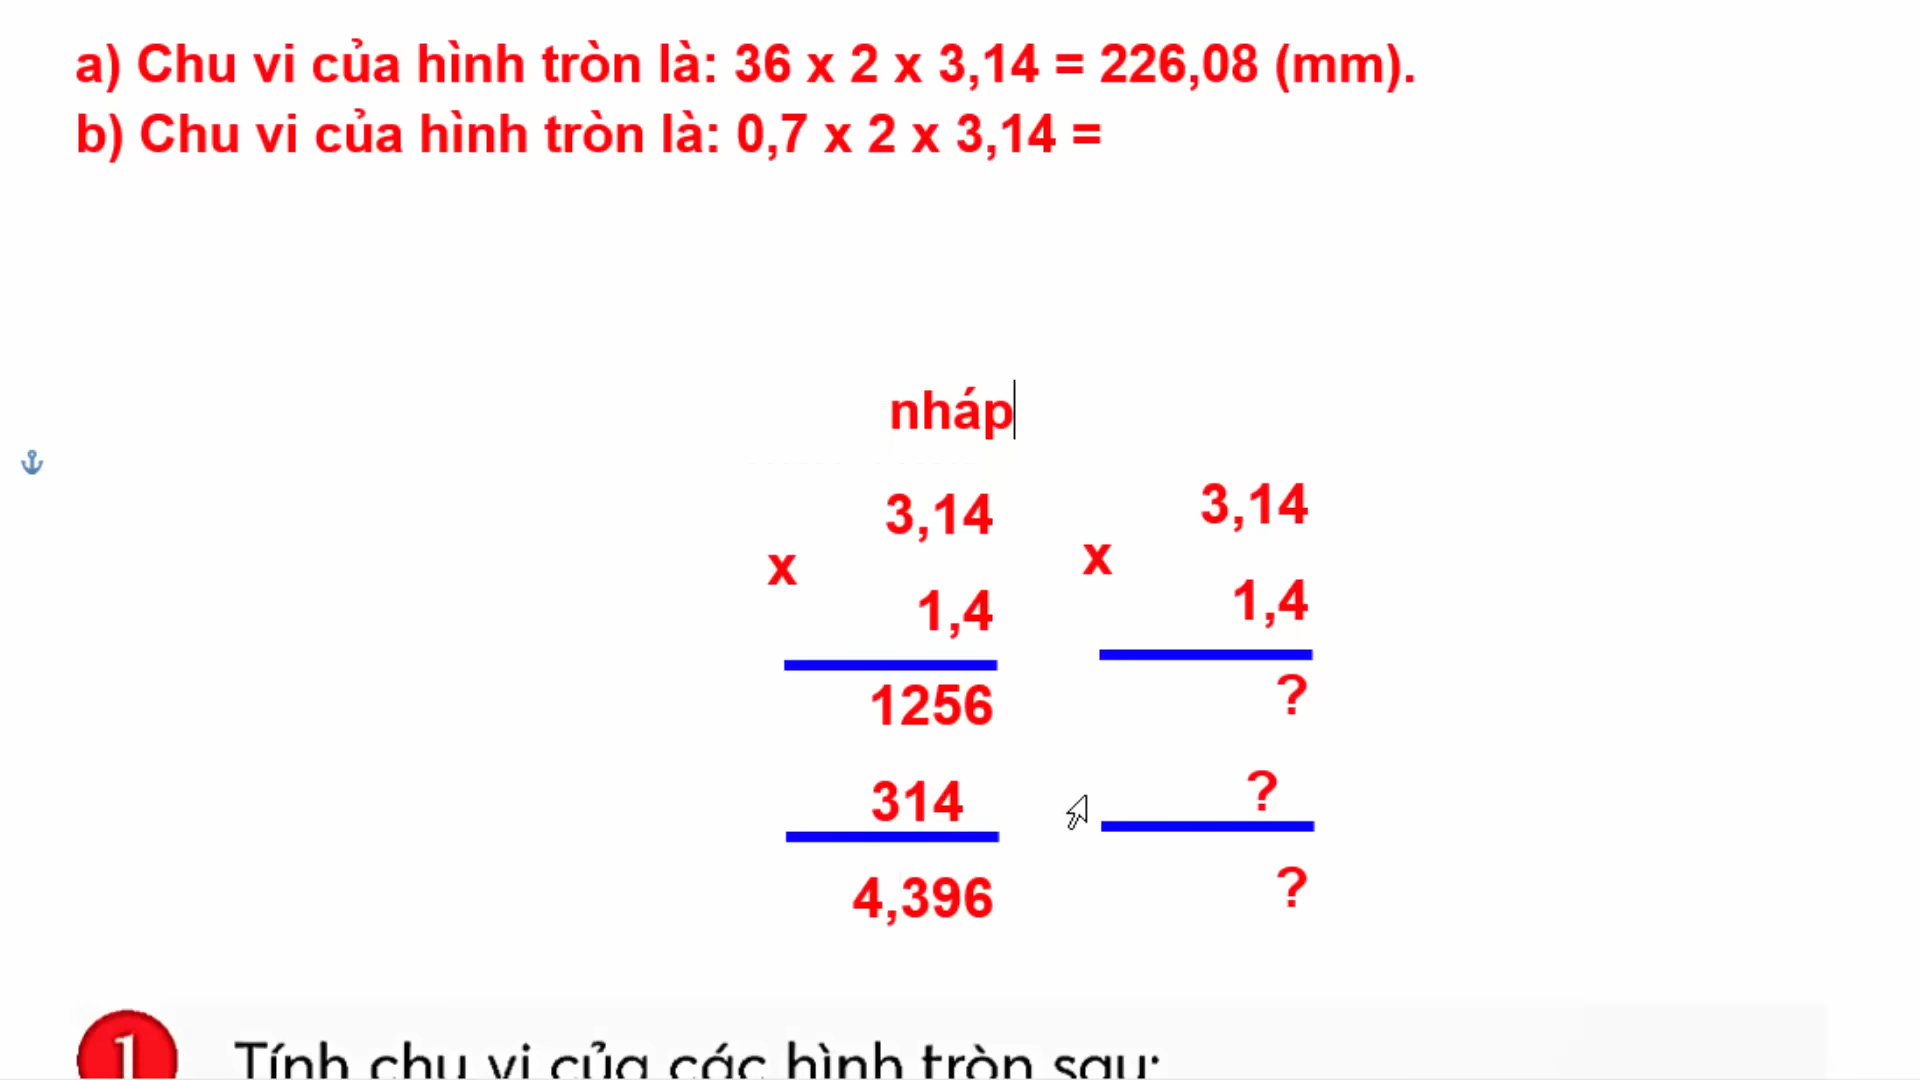 a) Chu vi của hình tròn là: 36 x 2 x 3,14 = 226,08 (mm).
b) Chu vi của hình tròn là: 0,7 x 2 x 3,14 =
nháp
3,14
x
1,4
1256
314
4,396
3,14
x
1,4
?
?
?
1 Tính chu vi của các hình tròn sau: